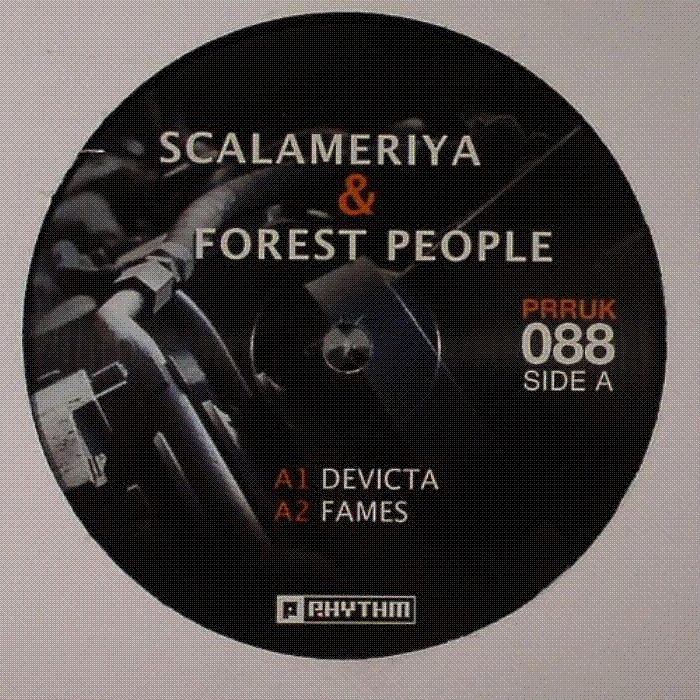 SCALAMERIYA
&
FOREST PEOPLE
PRRUK
088
SIDE A
A1 DEVICTA
A2 FAMES
P RHYTHM